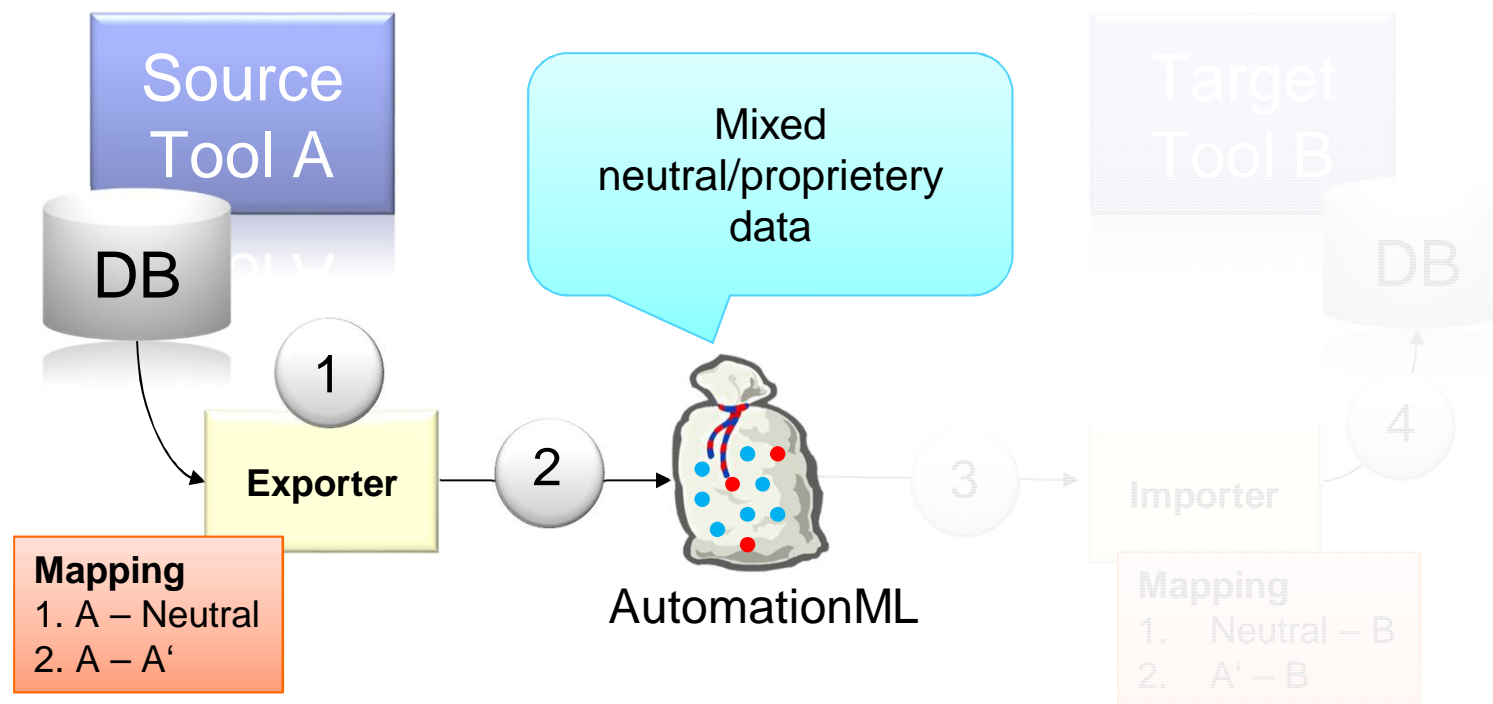 Source
Tool A
DB
1
Exporter
Mapping
1. A – Neutral
2. A – A‘
2
Mixed
neutral/proprietery
data
AutomationML
3
Target
Tool B
DB
4
Importer
Mapping
1. Neutral – B
2. A‘ – B